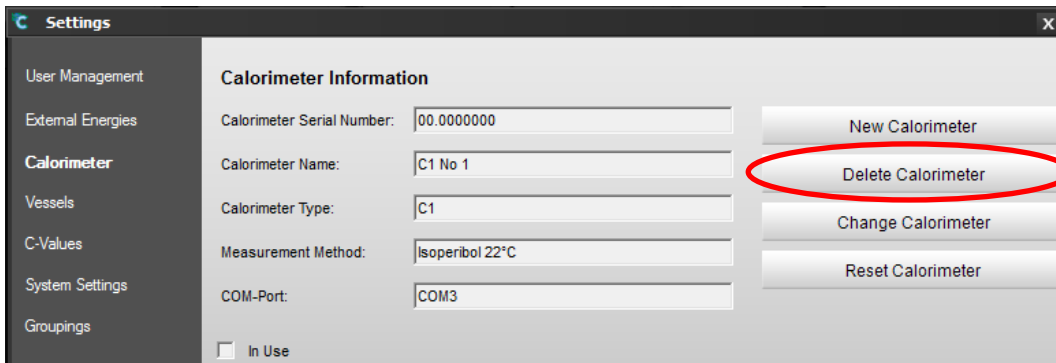 Settings
X
User Management
External Energies
Calorimeter
Vessels
C-Values
System Settings
Groupings
Calorimeter Information
Calorimeter Serial Number: 00.0000000
Calorimeter Name: C1 No 1
Calorimeter Type: C1
Measurement Method: Isoperibol 22°C
COM-Port: COM3
In Use
New Calorimeter
Delete Calorimeter
Change Calorimeter
Reset Calorimeter